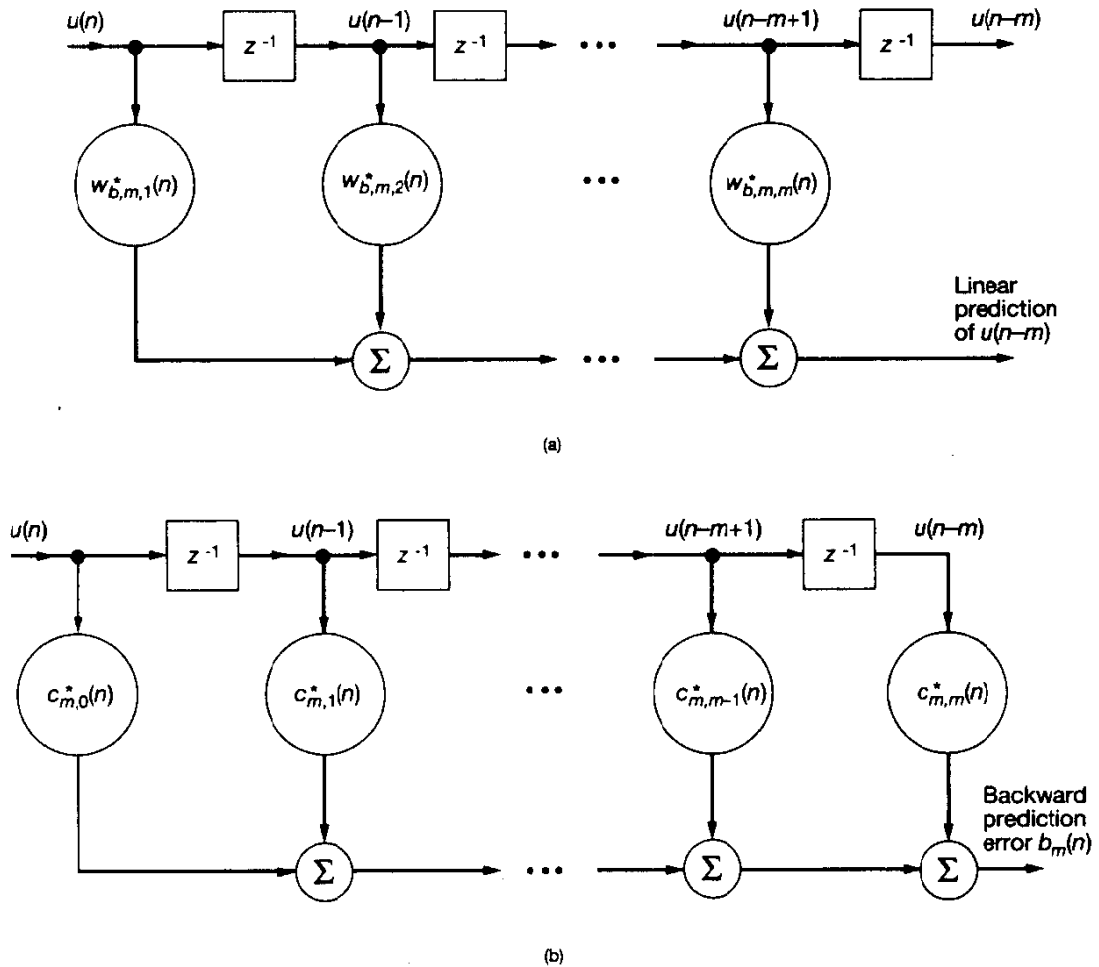 u(n) u(n–1) u(n–m+1) u(n–m)
z⁻¹ z⁻¹ ••• z⁻¹
w*b,m,1(n) w*b,m,2(n) ••• w*b,m,m(n)
Linear
prediction
of u(n–m)
Σ ••• Σ
(a)
u(n) u(n–1) u(n–m+1) u(n–m)
z⁻¹ z⁻¹ ••• z⁻¹
c*m,0(n) c*m,1(n) ••• c*m,m–1(n) c*m,m(n)
Backward
prediction
error bm(n)
Σ ••• Σ Σ
(b)